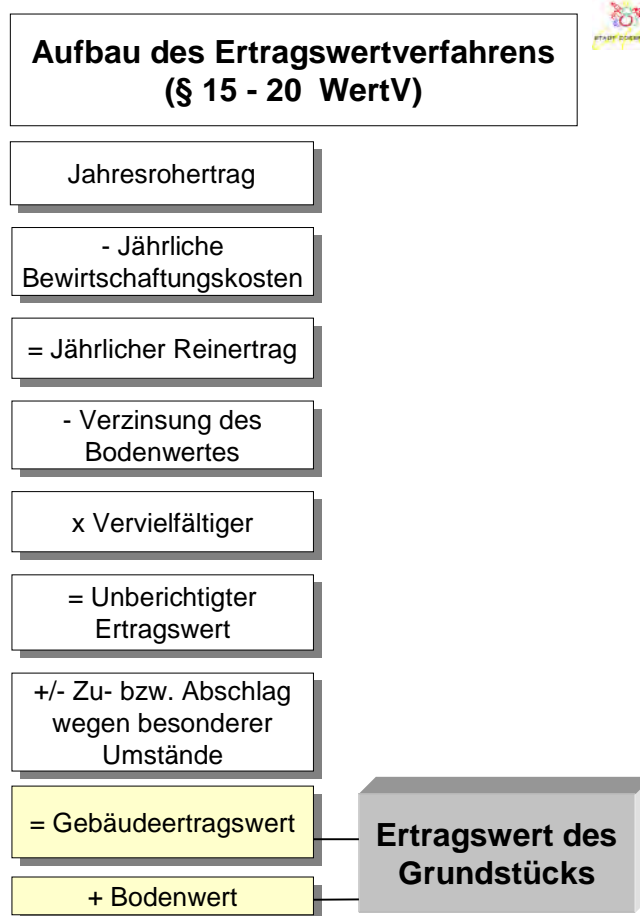 Aufbau des Ertragswertverfahrens
(§ 15 - 20 WertV)
Jahresrohertrag
- Jährliche
Bewirtschaftungskosten
= Jährlicher Reinertrag
- Verzinsung des
Bodenwertes
x Vervielfältiger
= Unberichtigter
Ertragswert
+/- Zu- bzw. Abschlag
wegen besonderer
Umstände
= Gebäudeertragswert
+ Bodenwert
Ertragswert des
Grundstücks